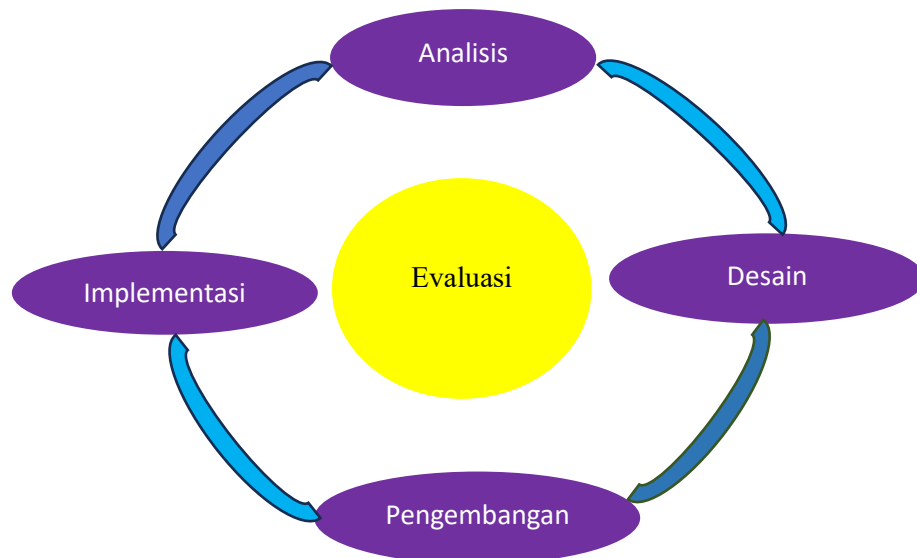 Analisis
Implementasi
Evaluasi
Desain
Pengembangan